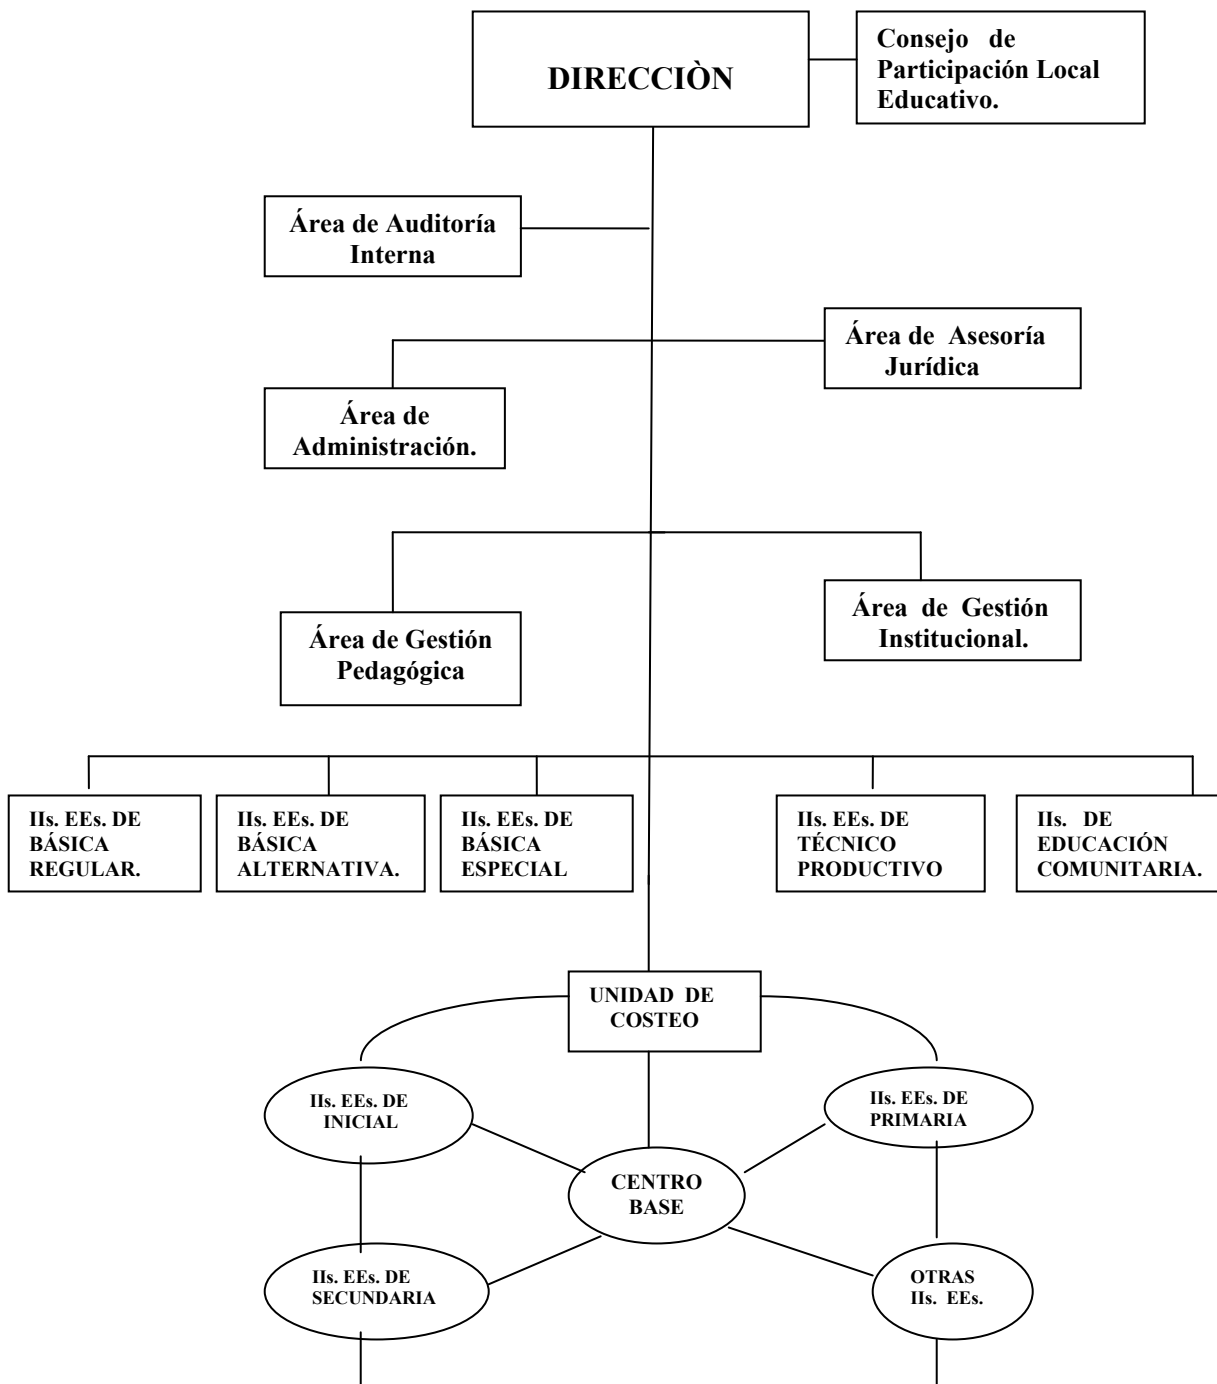 DIRECCIÒN
Consejo de
Participación Local
Educativo.
Área de Auditoría
Interna
Área de Asesoría
Jurídica
Área de
Administración.
Área de Gestión
Pedagógica
Área de Gestión
Institucional.
IIs. EEs. DE
BÁSICA
REGULAR.
IIs. EEs. DE
BÁSICA
ALTERNATIVA.
IIs. EEs. DE
BÁSICA
ESPECIAL
IIs. EEs. DE
TÉCNICO
PRODUCTIVO
IIs. DE
EDUCACIÓN
COMUNITARIA.
UNIDAD DE
COSTEO
IIs. EEs. DE
INICIAL
IIs. EEs. DE
PRIMARIA
CENTRO
BASE
IIs. EEs. DE
SECUNDARIA
OTRAS
IIs. EEs.